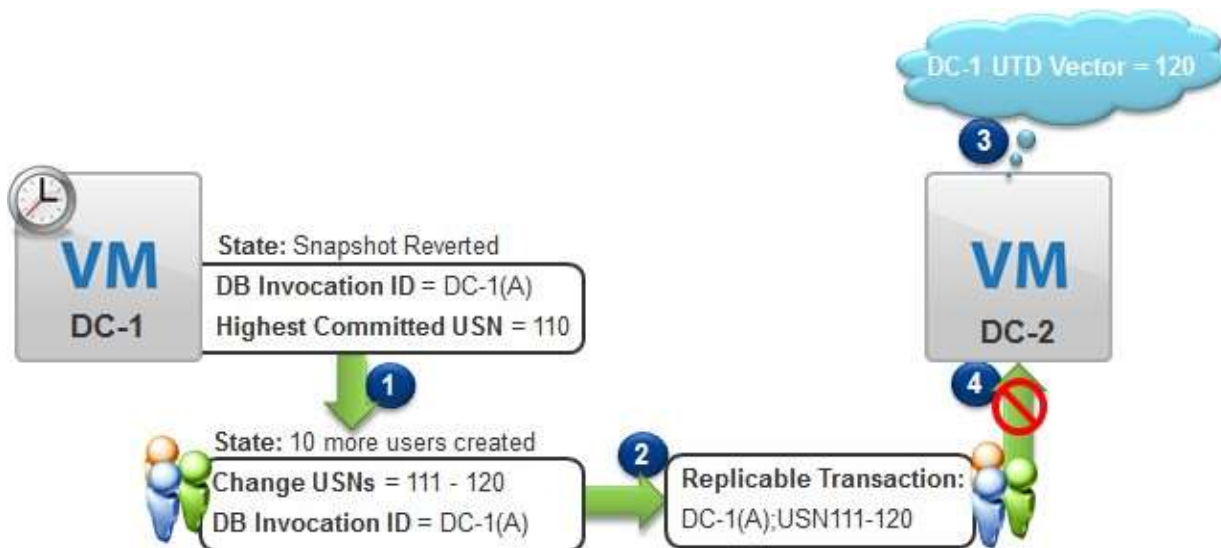 DC-1 UTD Vector = 120
3
VM
DC-1
State: Snapshot Reverted
DB Invocation ID = DC-1(A)
Highest Committed USN = 110
VM
DC-2
1
4
State: 10 more users created
Change USNs = 111 - 120
DB Invocation ID = DC-1(A)
2
Replicable Transaction:
DC-1(A);USN111-120